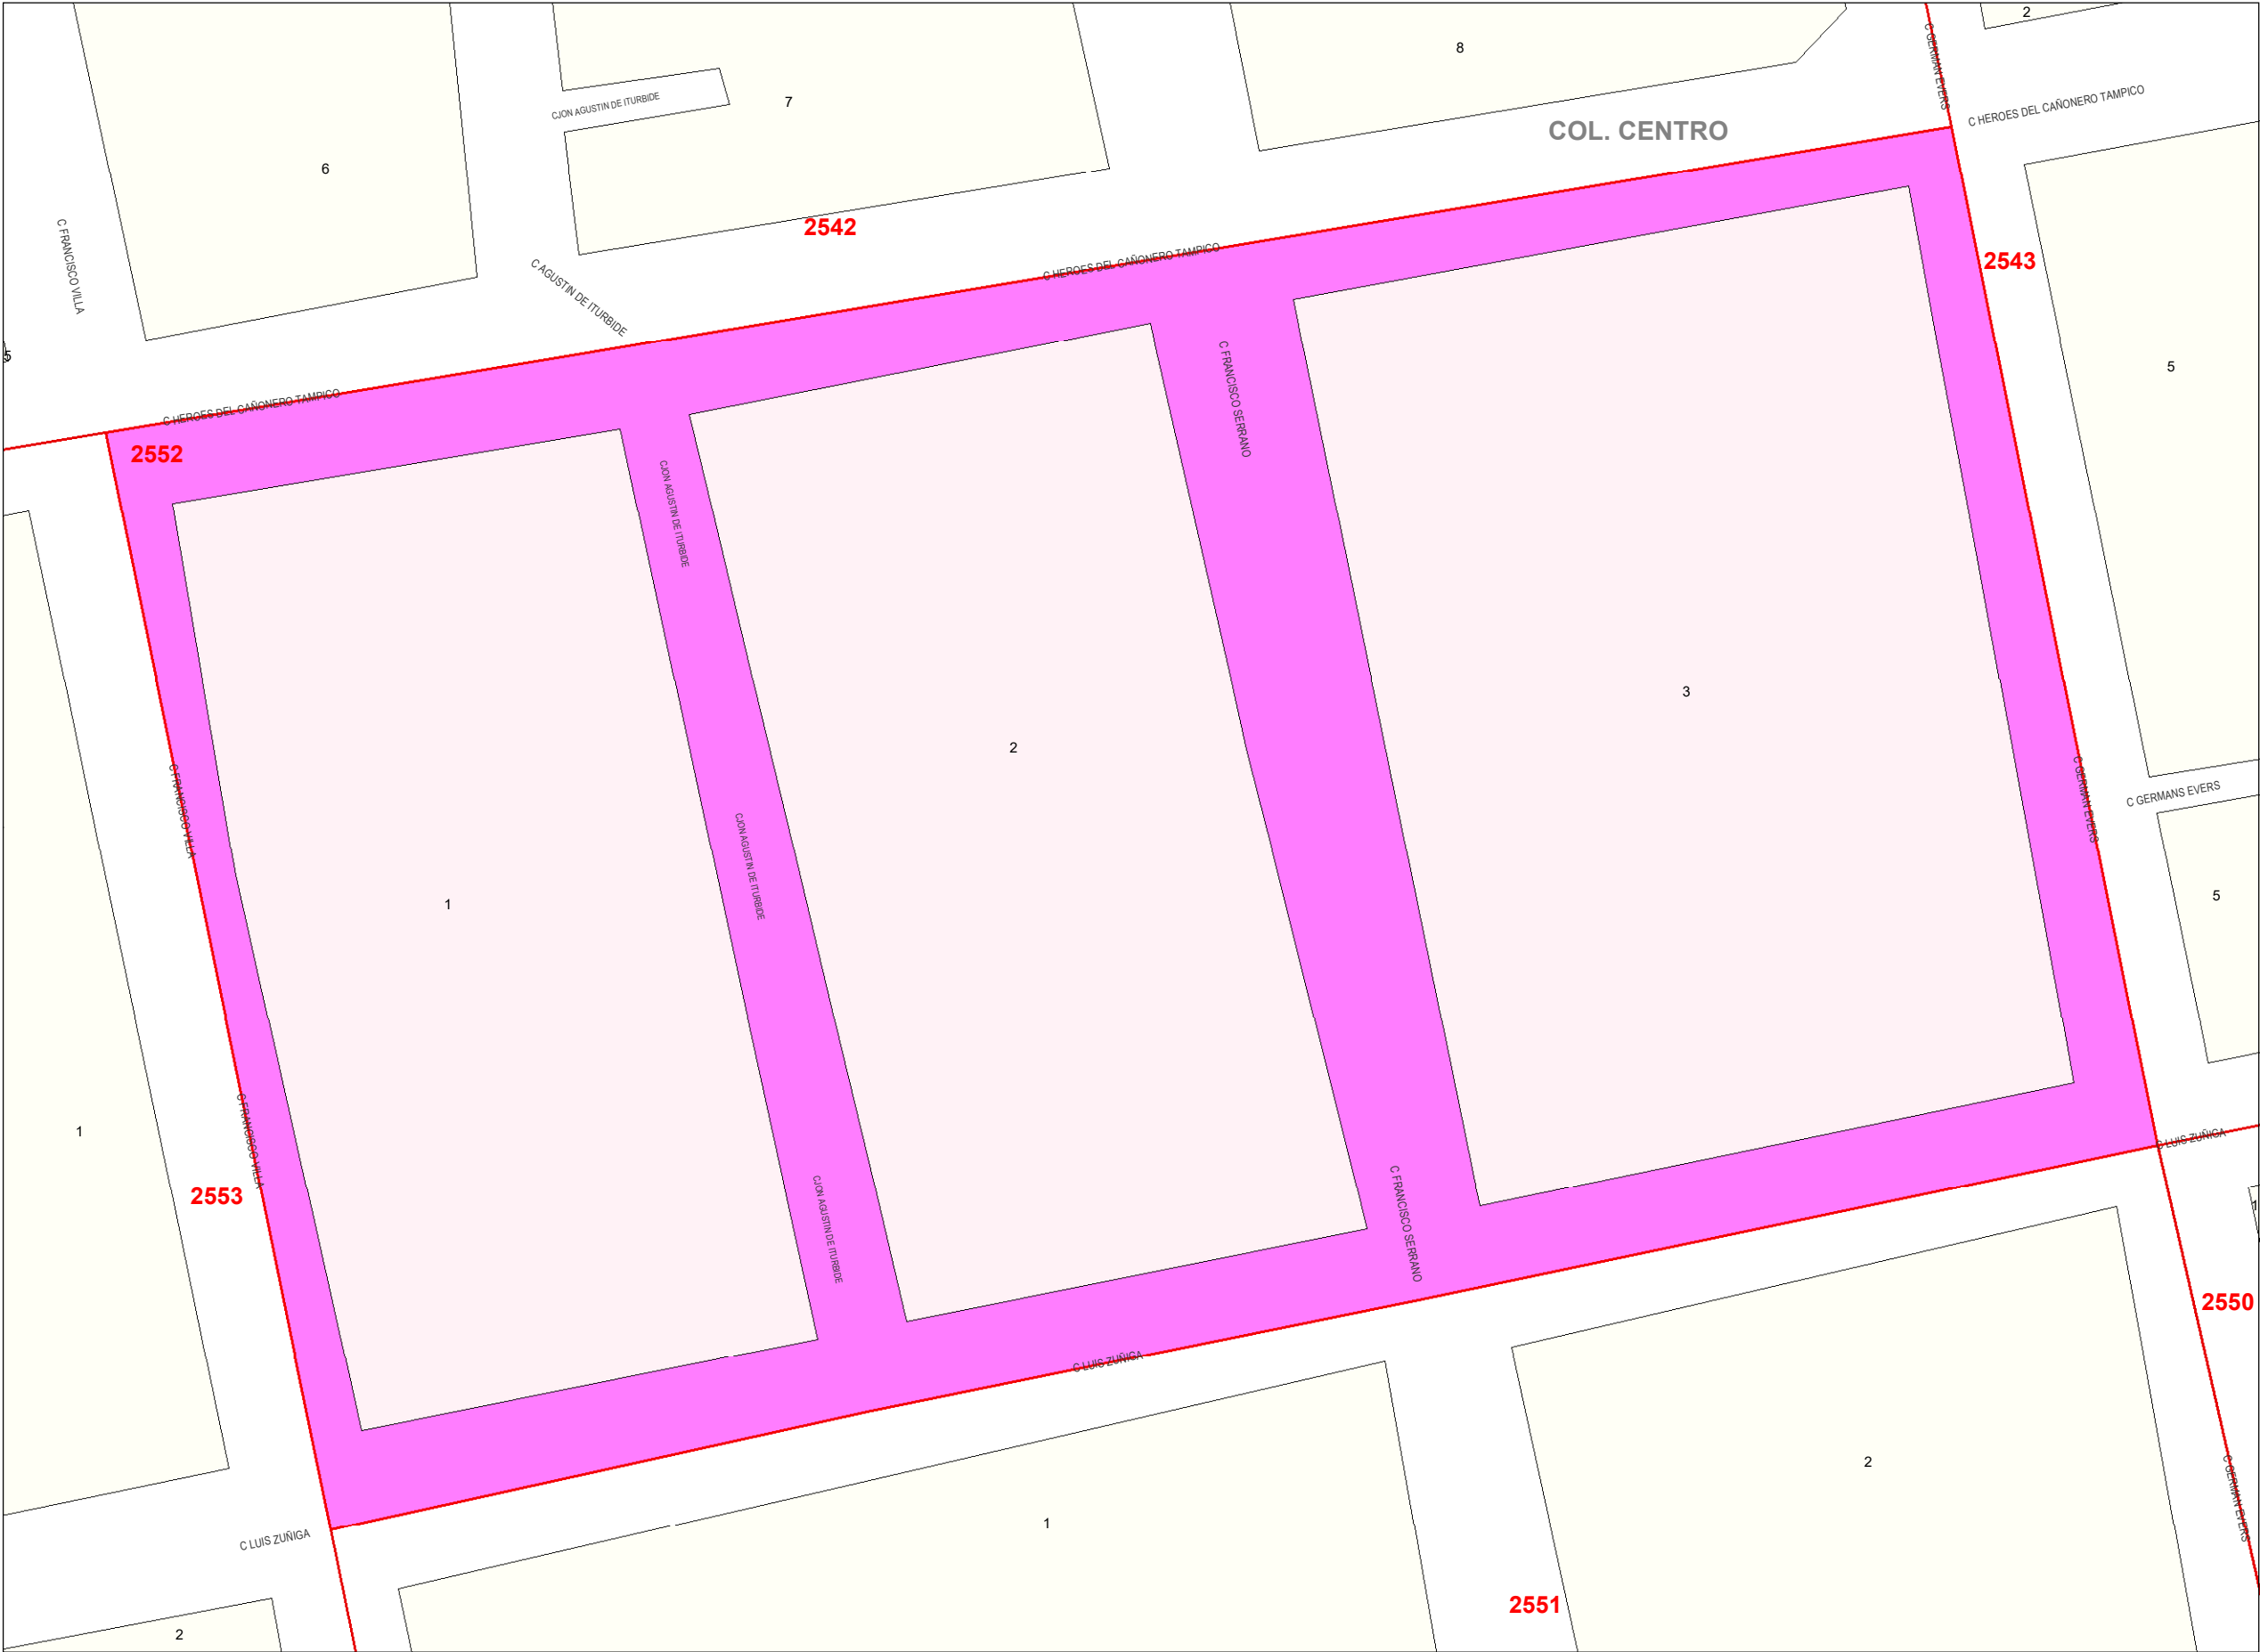 2
8
C GERMAN EVERS
C HEROES DEL CAÑONERO TAMPICO
CJON AGUSTIN DE ITURBIDE
7
COL. CENTRO
6
C FRANCISCO VILLA
2542
C HEROES DEL CAÑONERO TAMPICO
2543
C AGUSTIN DE ITURBIDE
5
5
C HEROES DEL CAÑONERO TAMPICO
C FRANCISCO SERRANO
2552
CJON AGUSTIN DE ITURBIDE
3
2
C FRANCISCO VILLA
C GERMAN EVERS
C GERMANS EVERS
CJON AGUSTIN DE ITURBIDE
1
5
1
C FRANCISCO VILLA
C LUIS ZUÑIGA
2553
CJON AGUSTIN DE ITURBIDE
C FRANCISCO SERRANO
1
2550
C LUIS ZUÑIGA
2
C GERMAN EVERS
1
C LUIS ZUÑIGA
2551
2